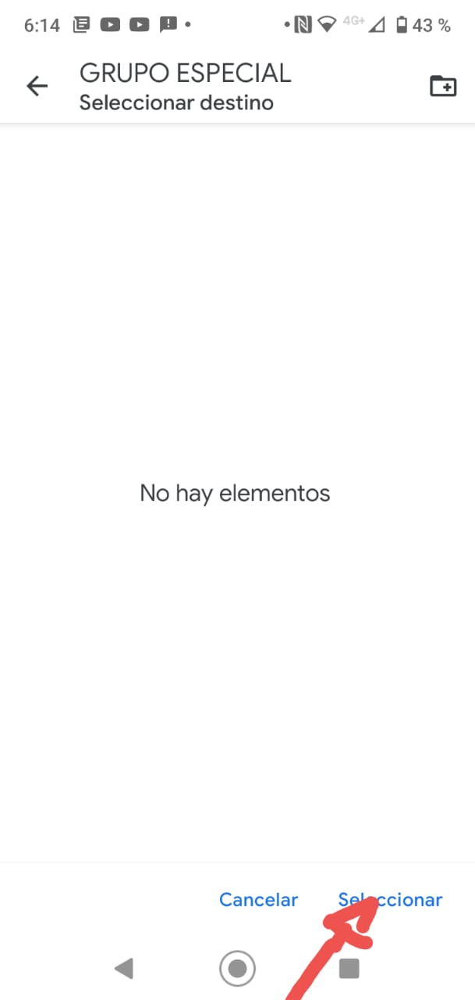 6:14
4G+
43 %
GRUPO ESPECIAL
Seleccionar destino
No hay elementos
Cancelar
Seleccionar